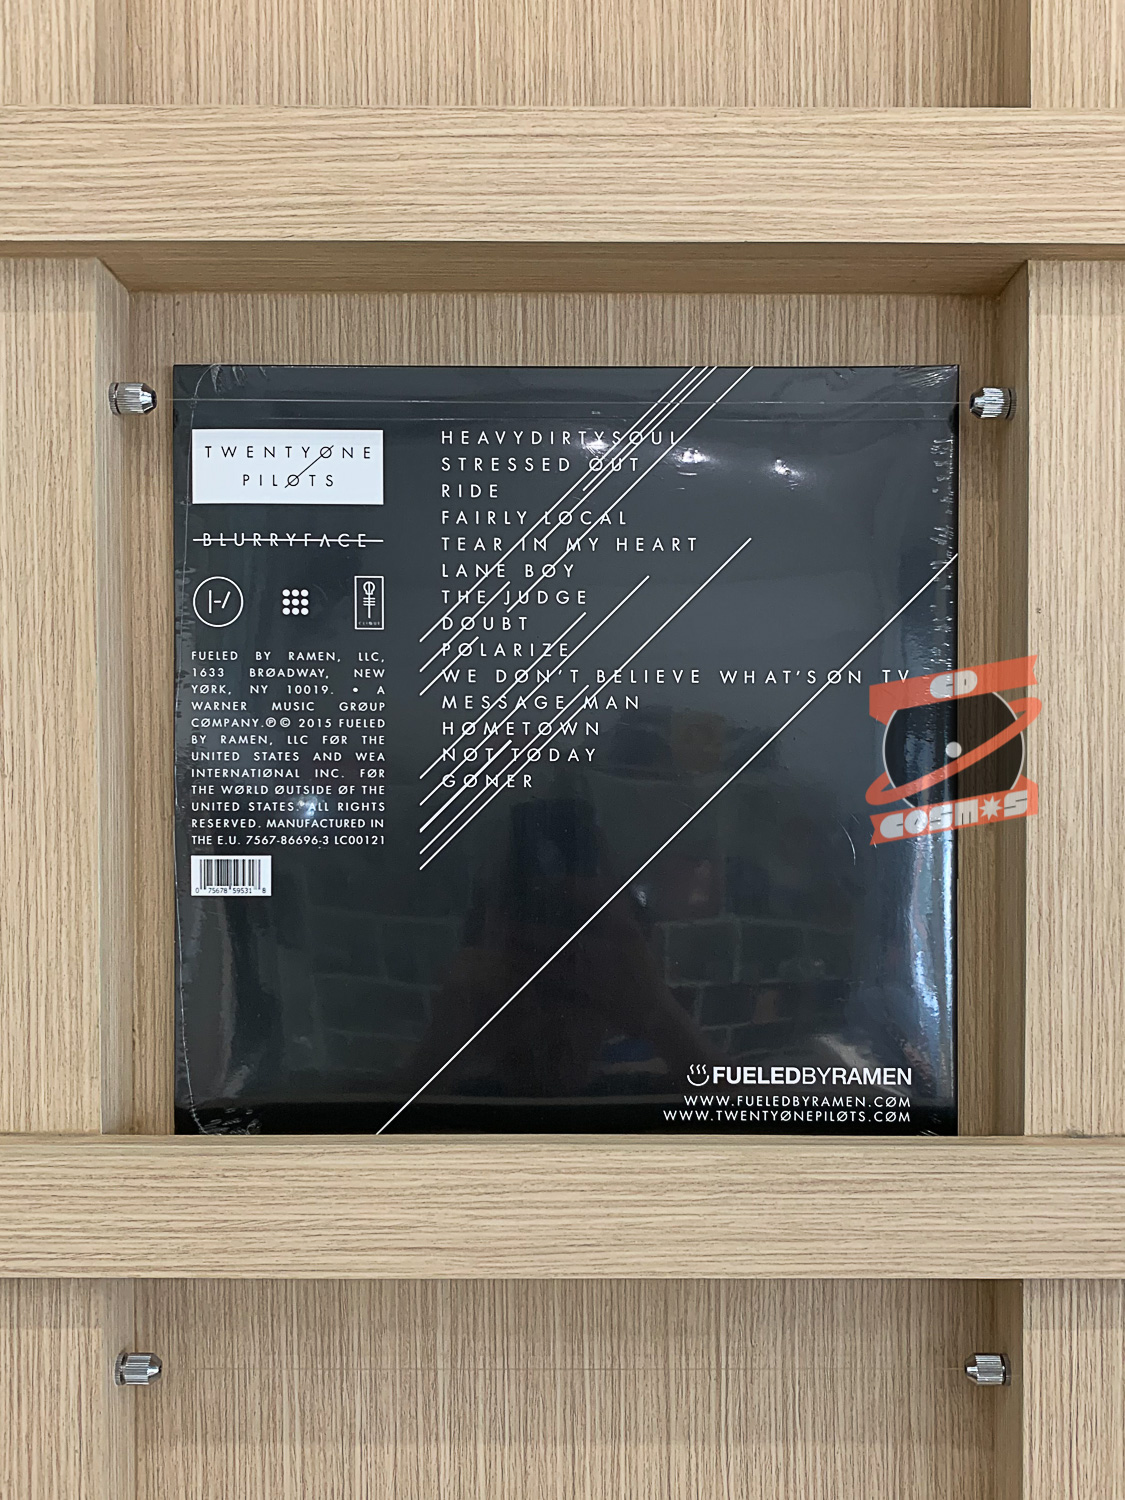 TWENTYØNE
PILØTS
BLURRYFACE
|-/
CLIQUE
FUELED BY RAMEN, LLC,
1633 BRØADWAY, NEW
YØRK, NY 10019. • A
WARNER MUSIC GRØUP
CØMPANY.℗© 2015 FUELED
BY RAMEN, LLC FØR THE
UNITED STATES AND WEA
INTERNATIØNAL INC. FØR
THE WØRLD ØUTSIDE ØF THE
UNITED STATES. ALL RIGHTS
RESERVED. MANUFACTURED IN
THE E.U. 7567-86696-3 LC00121
0 75678 59531 8
HEAVYDIRTYSOUL
STRESSED OUT
RIDE
FAIRLY LOCAL
TEAR IN MY HEART
LANE BOY
THE JUDGE
DOUBT
POLARIZE
WE DON'T BELIEVE WHAT'S ON TV
MESSAGE MAN
HOMETOWN
NOT TODAY
GONER
CD
COSMOS
FUELEDBYRAMEN
WWW.FUELEDBYRAMEN.CØM
WWW.TWENTYØNEPILØTS.CØM